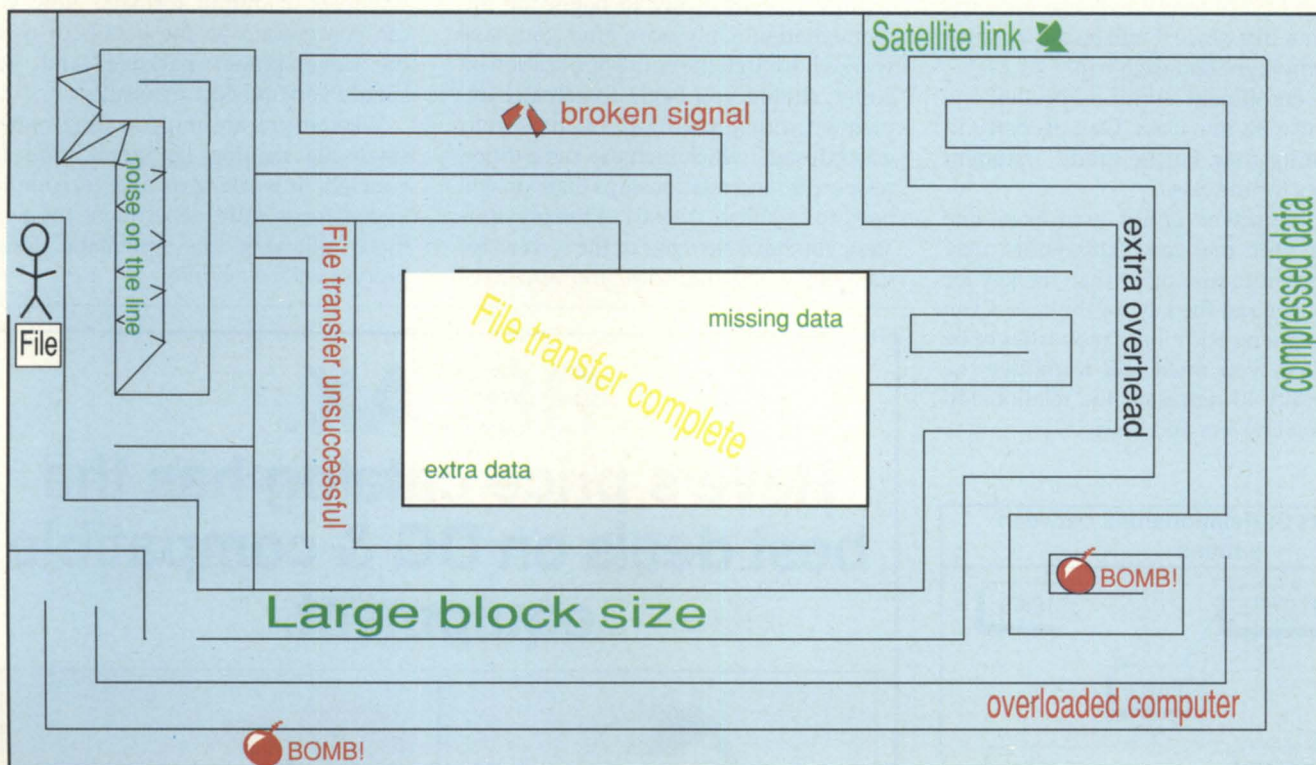 Satellite link
broken signal
noise on the line
File
File transfer unsuccessful
File transfer complete
missing data
extra data
extra overhead
compressed data
BOMB!
Large block size
overloaded computer
BOMB!